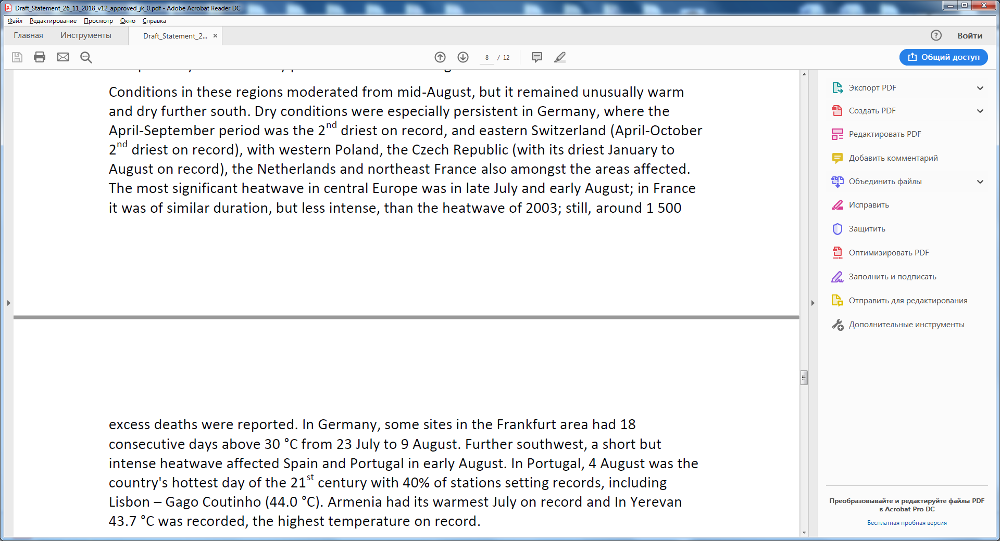 Draft_Statement_26_11_2018_v12_approved_jk_0.pdf - Adobe Acrobat Reader DC
Файл Редактирование Просмотр Окно Справка
Главная Инструменты Draft_Statement_2... Войти
8 / 12 Общий доступ
Conditions in these regions moderated from mid-August, but it remained unusually warm
and dry further south. Dry conditions were especially persistent in Germany, where the
April-September period was the 2nd driest on record, and eastern Switzerland (April-October
2nd driest on record), with western Poland, the Czech Republic (with its driest January to
August on record), the Netherlands and northeast France also amongst the areas affected.
The most significant heatwave in central Europe was in late July and early August; in France
it was of similar duration, but less intense, than the heatwave of 2003; still, around 1 500
excess deaths were reported. In Germany, some sites in the Frankfurt area had 18
consecutive days above 30 °C from 23 July to 9 August. Further southwest, a short but
intense heatwave affected Spain and Portugal in early August. In Portugal, 4 August was the
country's hottest day of the 21st century with 40% of stations setting records, including
Lisbon – Gago Coutinho (44.0 °C). Armenia had its warmest July on record and In Yerevan
43.7 °C was recorded, the highest temperature on record.
Экспорт PDF
Создать PDF
Редактировать PDF
Добавить комментарий
Объединить файлы
Исправить
Защитить
Оптимизировать PDF
Заполнить и подписать
Отправить для редактирования
Дополнительные инструменты
Преобразовывайте и редактируйте файлы PDF
в Acrobat Pro DC
Бесплатная пробная версия